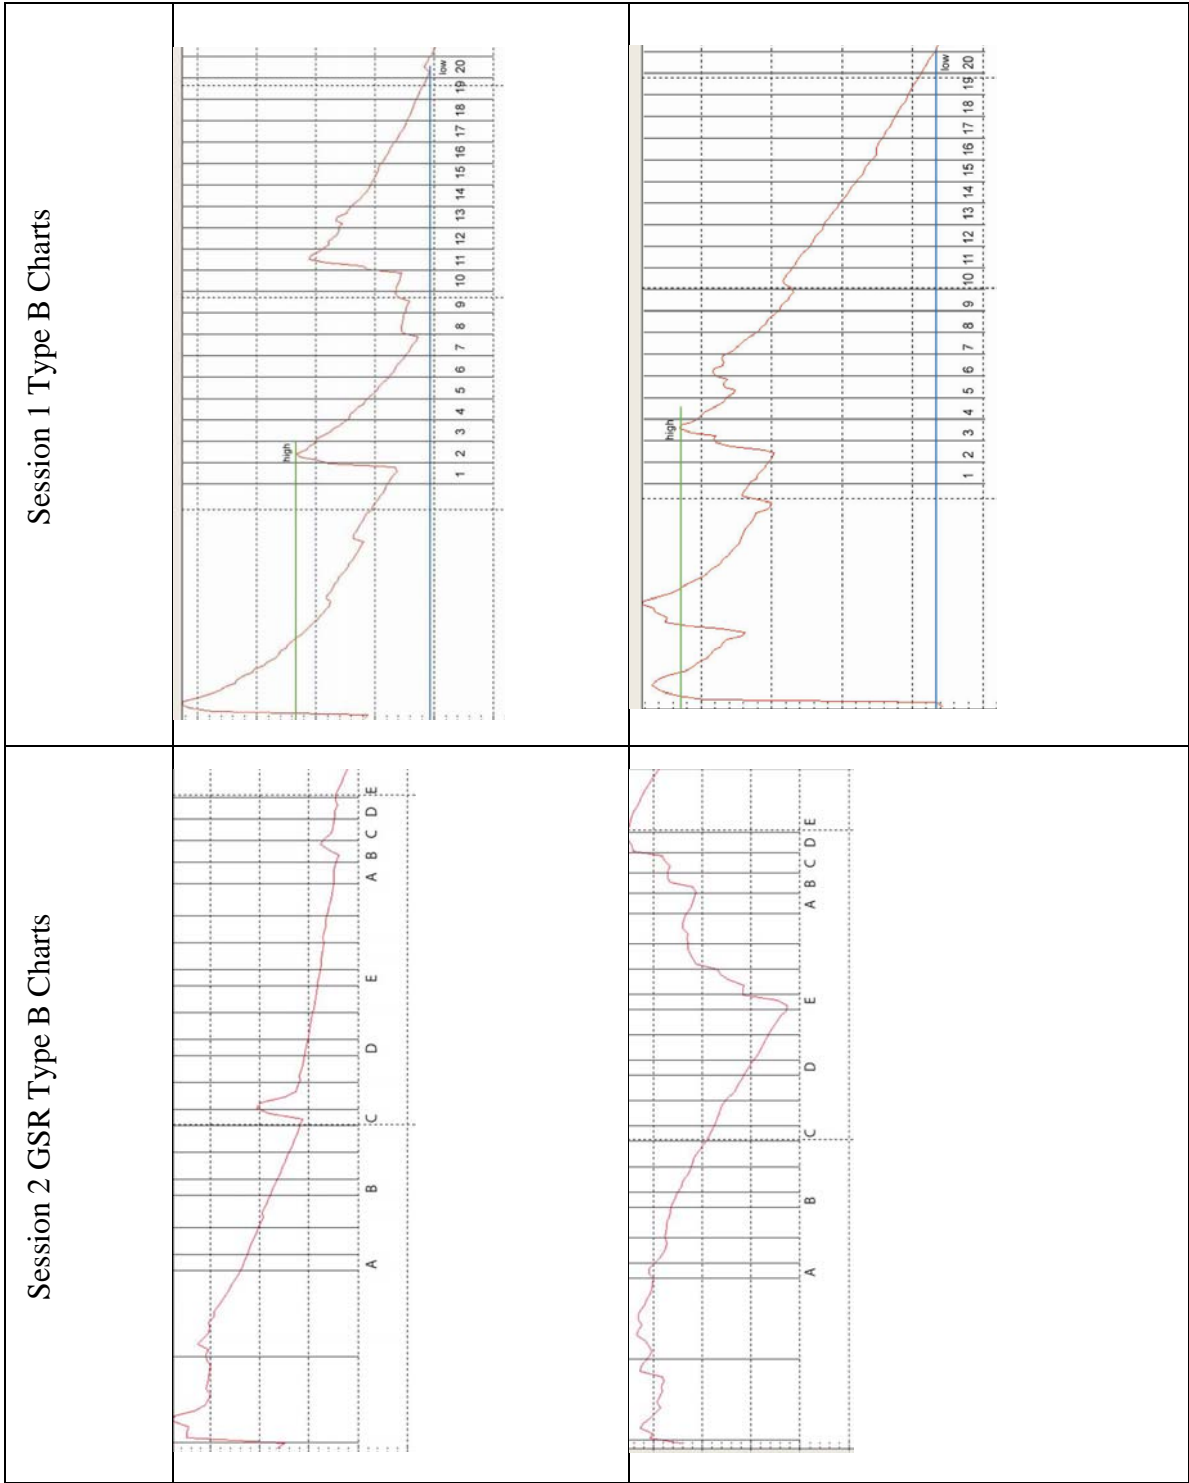 Session 1 Type B Charts
high
low
1 2 3 4 5 6 7 8 9 10 11 12 13 14 15 16 17 18 19 20
high
low
1 2 3 4 5 6 7 8 9 10 11 12 13 14 15 16 17 18 19 20
Session 2 GSR Type B Charts
A B C D E A B C D E
A B C D E A B C D E